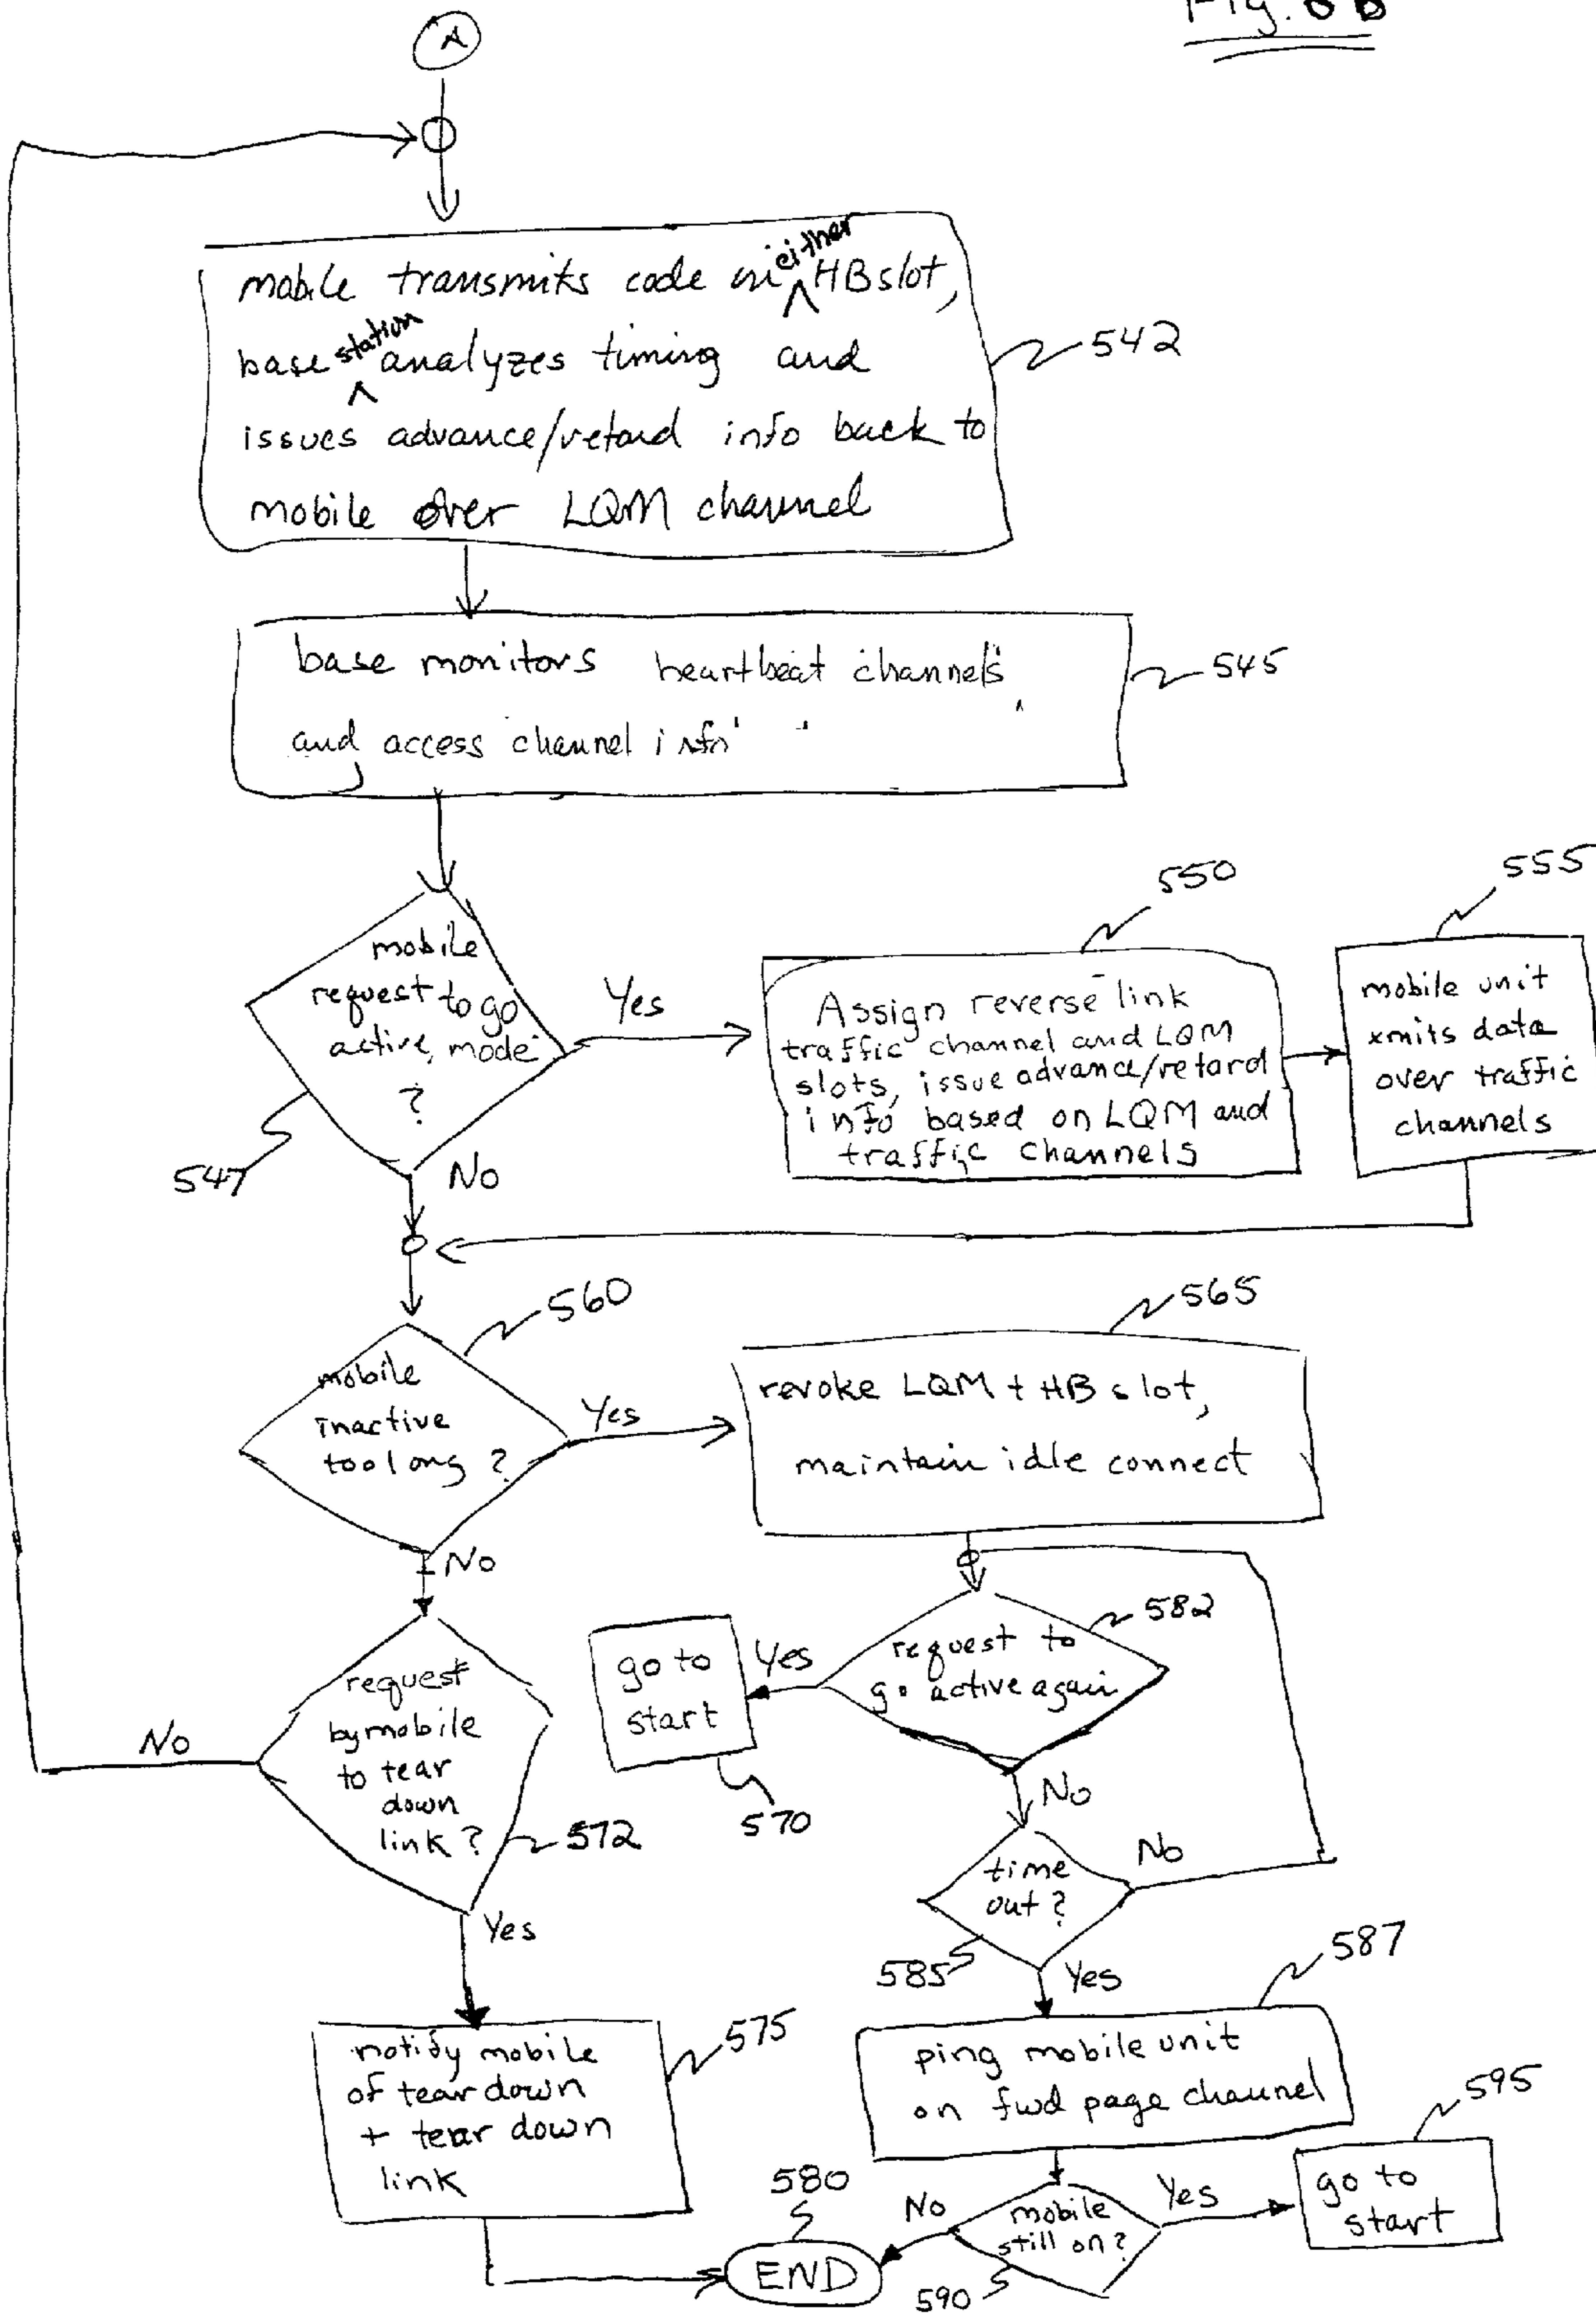 Fig. 8b
A
mobile transmits code on either HB slot,
base station analyzes timing and
issues advance/retard info back to
mobile over LQM channel
542
base monitors heartbeat channels
and access channel info
545
mobile
request to go
active mode
?
547
Yes
No
550
Assign reverse link
traffic channel and LQM
slots, issue advance/retard
info based on LQM and
traffic channels
555
mobile unit
xmits data
over traffic
channels
560
mobile
inactive
too long ?
Yes
No
565
revoke LQM + HB slot,
maintain idle connect
582
request to
go active again
Yes
No
go to
start
570
request
by mobile
to tear
down
link ?
572
No
Yes
time
out ?
585
No
Yes
587
ping mobile unit
on fwd page channel
575
notify mobile
of tear down
+ tear down
link
580
END
mobile
still on ?
590
No
Yes
595
go to
start